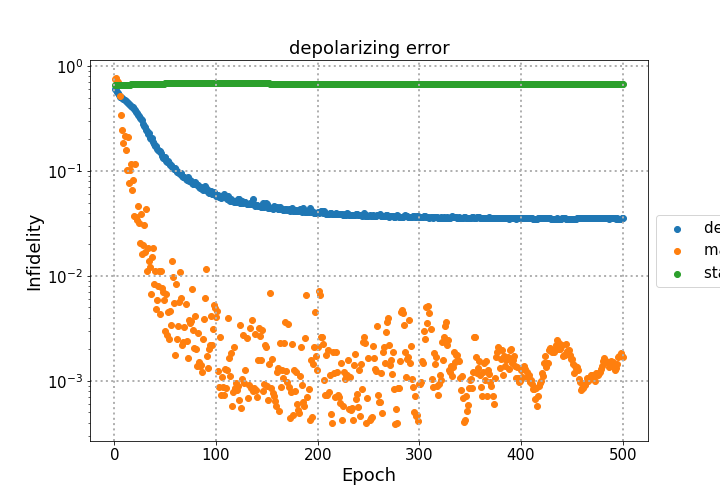 depolarizing error
Infidelity
10⁰
10⁻¹
10⁻²
10⁻³
0 100 200 300 400 500
Epoch
de
ma
sta